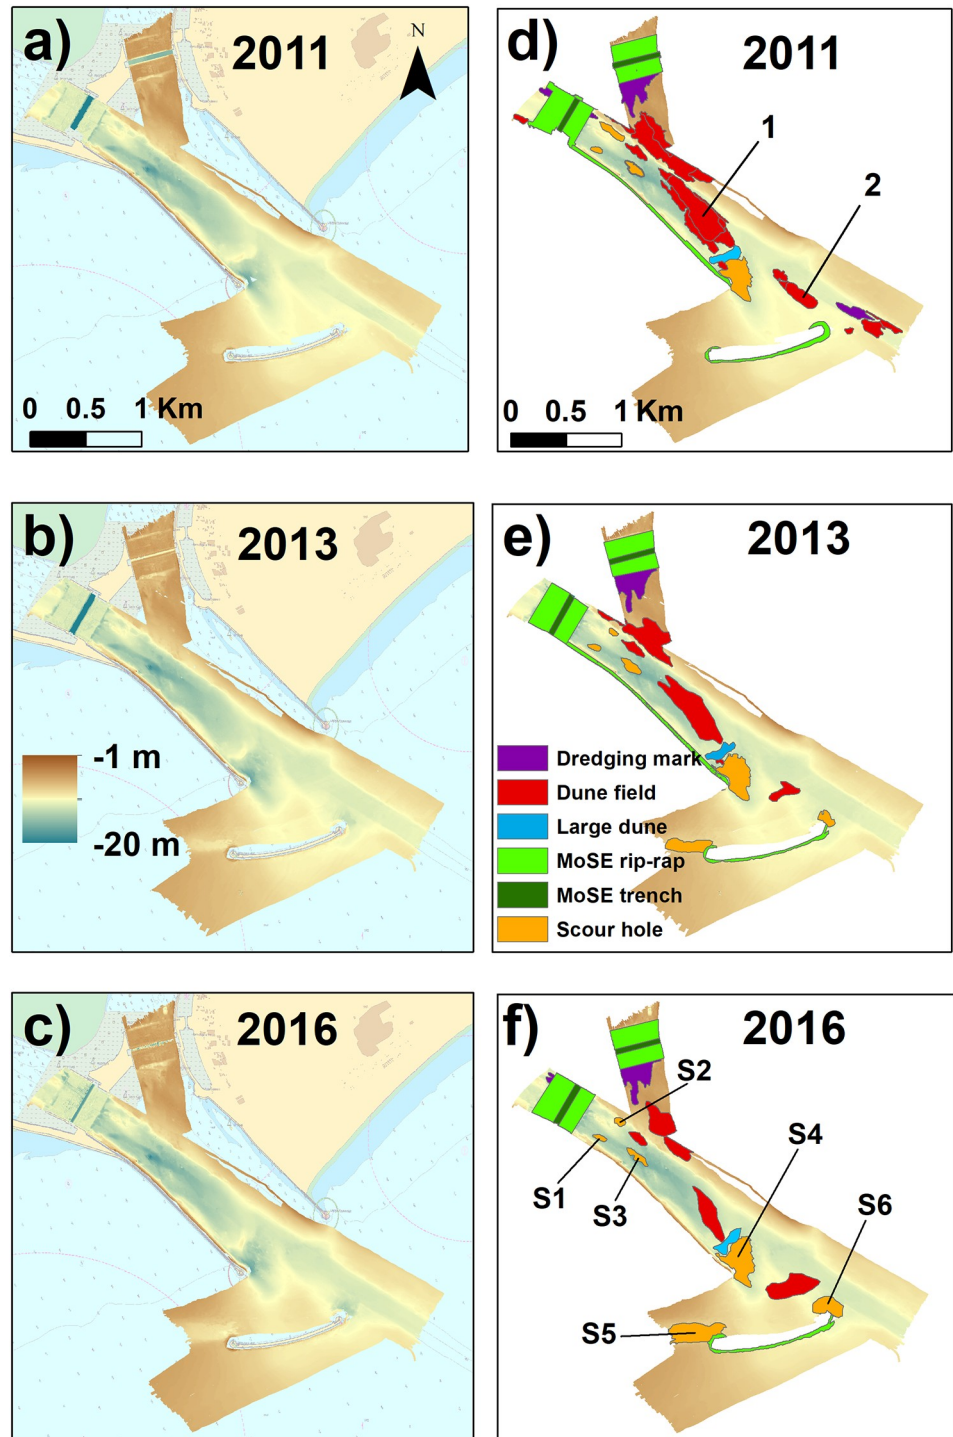 a)
2011
N
0 0.5 1 Km
d)
2011
1
2
0 0.5 1 Km
b)
2013
-1 m
-20 m
e)
2013
Dredging mark
Dune field
Large dune
MoSE rip-rap
MoSE trench
Scour hole
c)
2016
f)
2016
S2
S4
S1
S3
S6
S5